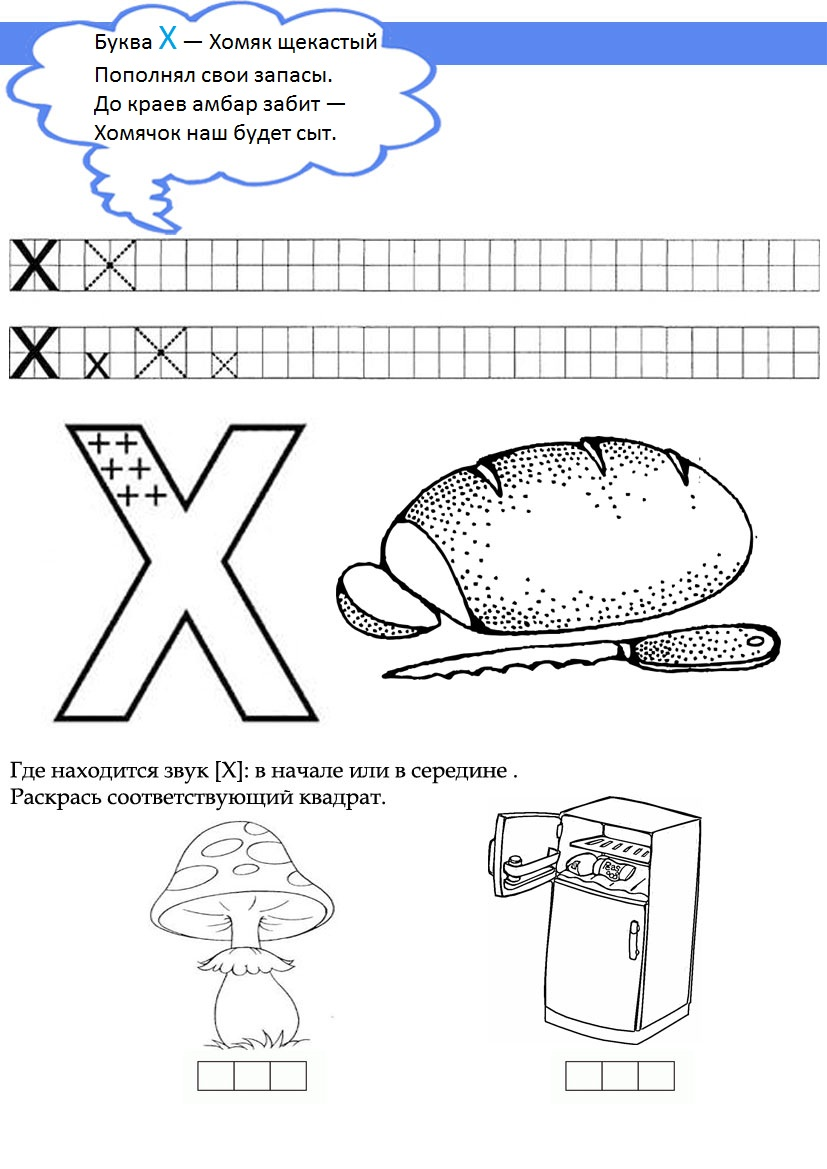 Буква Х — Хомяк щекастый
Пополнял свои запасы.
До краев амбар забит —
Хомячок наш будет сыт.
Х Х
Х х Х х
Х
Где находится звук [Х]: в начале или в середине .
Раскрась соответствующий квадрат.